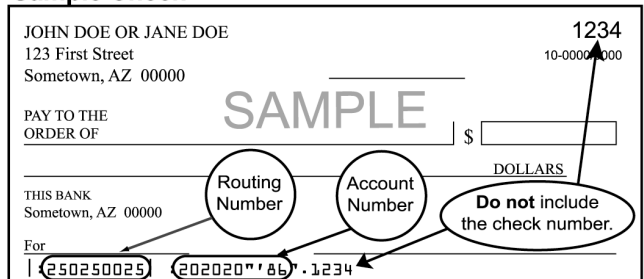 JOHN DOE OR JANE DOE
1234
123 First Street
10-0000/0000
Sometown, AZ 00000
SAMPLE
PAY TO THE
ORDER OF
$
DOLLARS
THIS BANK
Sometown, AZ 00000
Routing
Number
Account
Number
Do not include
the check number.
For
|:250250025| :202020"'86".1234